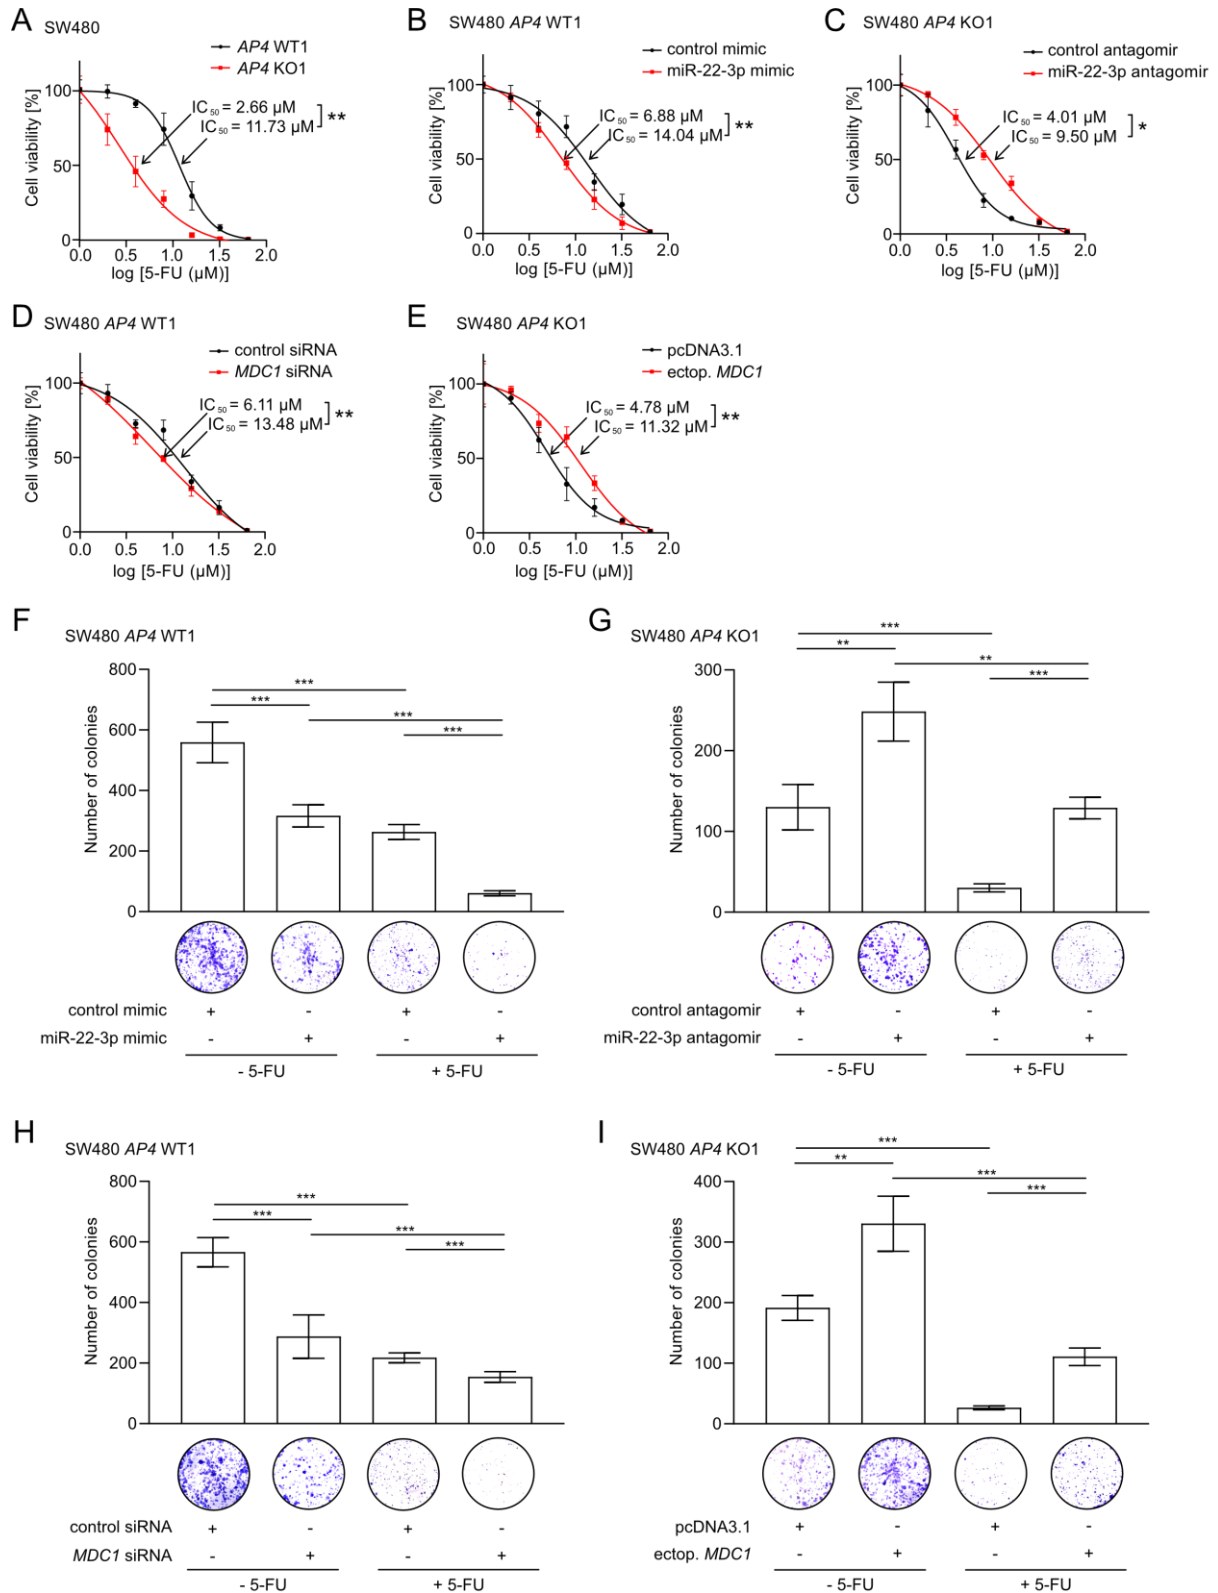 A SW480
AP4 WT1
AP4 KO1
Cell viability [%]
100
50
0
IC50 = 2.66 µM
IC50 = 11.73 µM
**
0.0 0.5 1.0 1.5 2.0
log [5-FU (µM)]
B SW480 AP4 WT1
control mimic
miR-22-3p mimic
Cell viability [%]
100
50
0
IC50 = 6.88 µM
IC50 = 14.04 µM
**
0.0 0.5 1.0 1.5 2.0
log [5-FU (µM)]
C SW480 AP4 KO1
control antagomir
miR-22-3p antagomir
Cell viability [%]
100
50
0
IC50 = 4.01 µM
IC50 = 9.50 µM
*
0.0 0.5 1.0 1.5 2.0
log [5-FU (µM)]
D SW480 AP4 WT1
control siRNA
MDC1 siRNA
Cell viability [%]
100
50
0
IC50 = 6.11 µM
IC50 = 13.48 µM
**
0.0 0.5 1.0 1.5 2.0
log [5-FU (µM)]
E SW480 AP4 KO1
pcDNA3.1
ectop. MDC1
Cell viability [%]
100
50
0
IC50 = 4.78 µM
IC50 = 11.32 µM
**
0.0 0.5 1.0 1.5 2.0
log [5-FU (µM)]
F
SW480 AP4 WT1
Number of colonies
800
600
400
200
0
***
***
***
***
control mimic + - + -
miR-22-3p mimic - + - +
- 5-FU + 5-FU
G
SW480 AP4 KO1
Number of colonies
300
200
100
0
***
**
**
***
control antagomir + - + -
miR-22-3p antagomir - + - +
- 5-FU + 5-FU
H
SW480 AP4 WT1
Number of colonies
800
600
400
200
0
***
***
***
***
control siRNA + - + -
MDC1 siRNA - + - +
- 5-FU + 5-FU
I
SW480 AP4 KO1
Number of colonies
400
300
200
100
0
***
**
***
***
pcDNA3.1 + - + -
ectop. MDC1 - + - +
- 5-FU + 5-FU